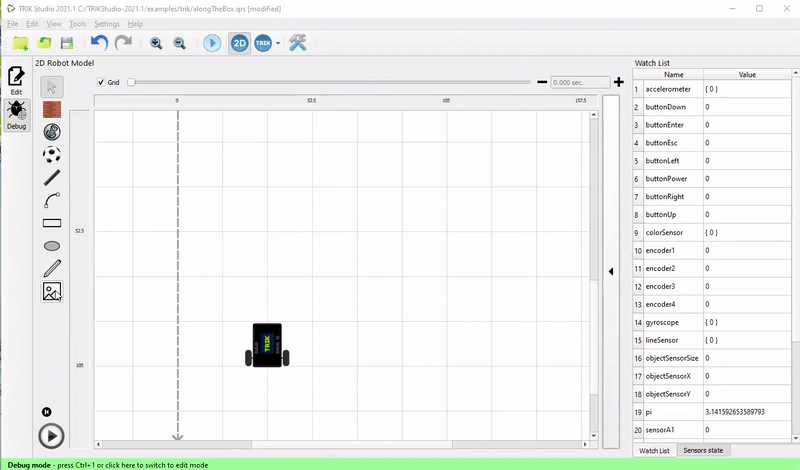 TRIK Studio 2021.1 C:/TRIKStudio-2021.1/examples/trik/alongTheBox.qrs [modified]
File Edit View Tools Settings Help
2D TRIK
2D Robot Model
Watch List
Edit
Debug
Grid
0.000 sec.
0 52.5 105 157.5
52.5
105
TRIK
Name Value
1 accelerometer { 0 }
2 buttonDown 0
3 buttonEnter 0
4 buttonEsc 0
5 buttonLeft 0
6 buttonPower 0
7 buttonRight 0
8 buttonUp 0
9 colorSensor { 0 }
10 encoder1 0
11 encoder2 0
12 encoder3 0
13 encoder4 0
14 gyroscope { 0 }
15 lineSensor { 0 }
16 objectSensorSize 0
17 objectSensorX 0
18 objectSensorY 0
19 pi 3.141592653589793
20 sensorA1 0
Watch List Sensors state
Debug mode - press Ctrl+1 or click here to switch to edit mode